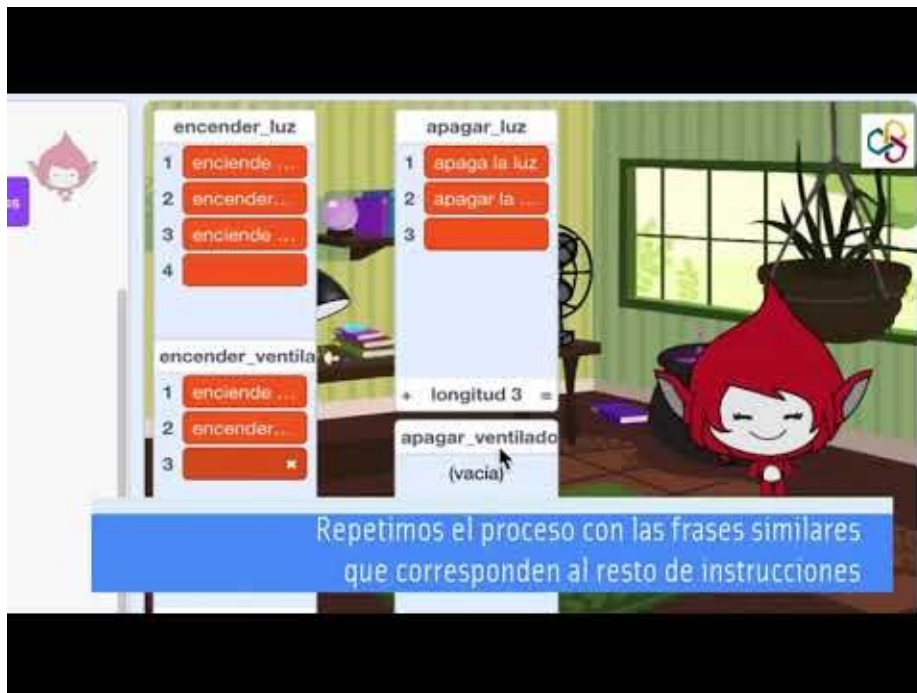 encender_luz
1 enciende ...
2 encender...
3 enciende ...
4
encender_ventila
1 enciende ...
2 encender...
3
apagar_luz
1 apaga la luz
2 apagar la ...
3
+ longitud 3 =
apagar_ventilado
(vacía)
Repetimos el proceso con las frases similares
que corresponden al resto de instrucciones